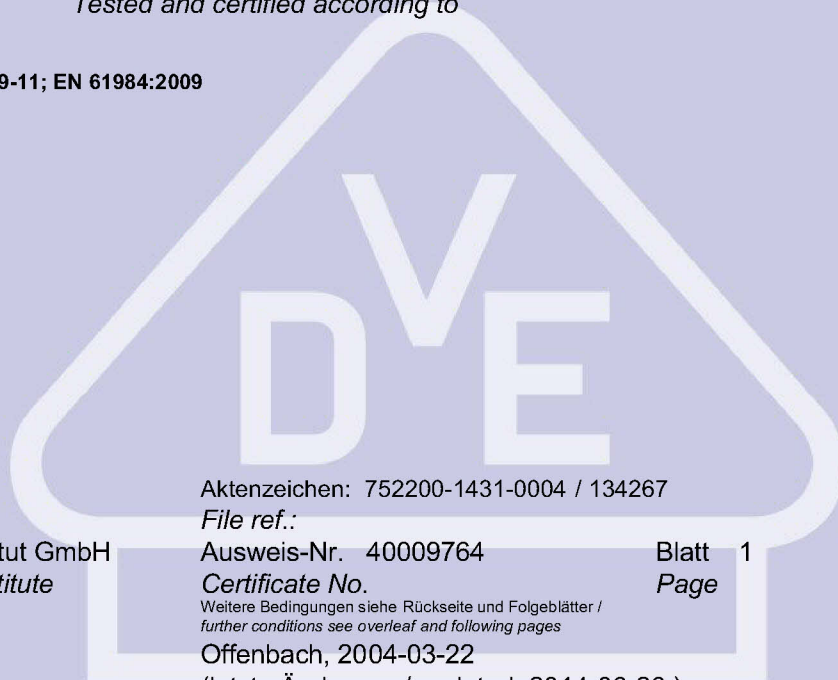 Tested and certified according to
9-11; EN 61984:2009
VDE
Aktenzeichen: 752200-1431-0004 / 134267
File ref.:
tut GmbH Ausweis-Nr. 40009764 Blatt 1
titute Certificate No. Page
Weitere Bedingungen siehe Rückseite und Folgeblätter /
further conditions see overleaf and following pages
Offenbach, 2004-03-22